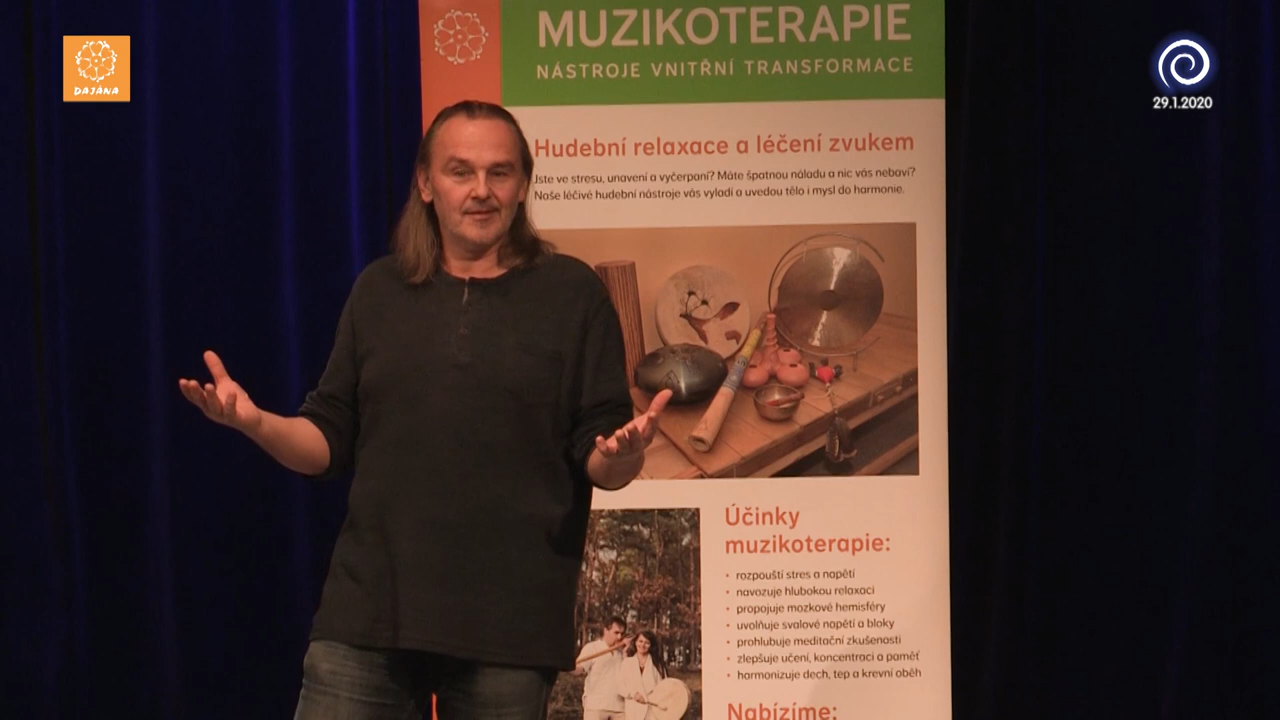 DAJÁNA
29.1.2020
MUZIKOTERAPIE
NÁSTROJE VNITŘNÍ TRANSFORMACE
Hudební relaxace a léčení zvukem
Jste ve stresu, unavení a vyčerpaní? Máte špatnou náladu a nic vás nebaví?
Naše léčivé hudební nástroje vás vyladí a uvedou tělo i mysl do harmonie.
Účinky
muzikoterapie:
• rozpouští stres a napětí
• navozuje hlubokou relaxaci
• propojuje mozkové hemisféry
• uvolňuje svalové napětí a bloky
• prohlubuje meditační zkušenosti
• zlepšuje učení, koncentraci a paměť
• harmonizuje dech, tep a krevní oběh
Nabízíme: